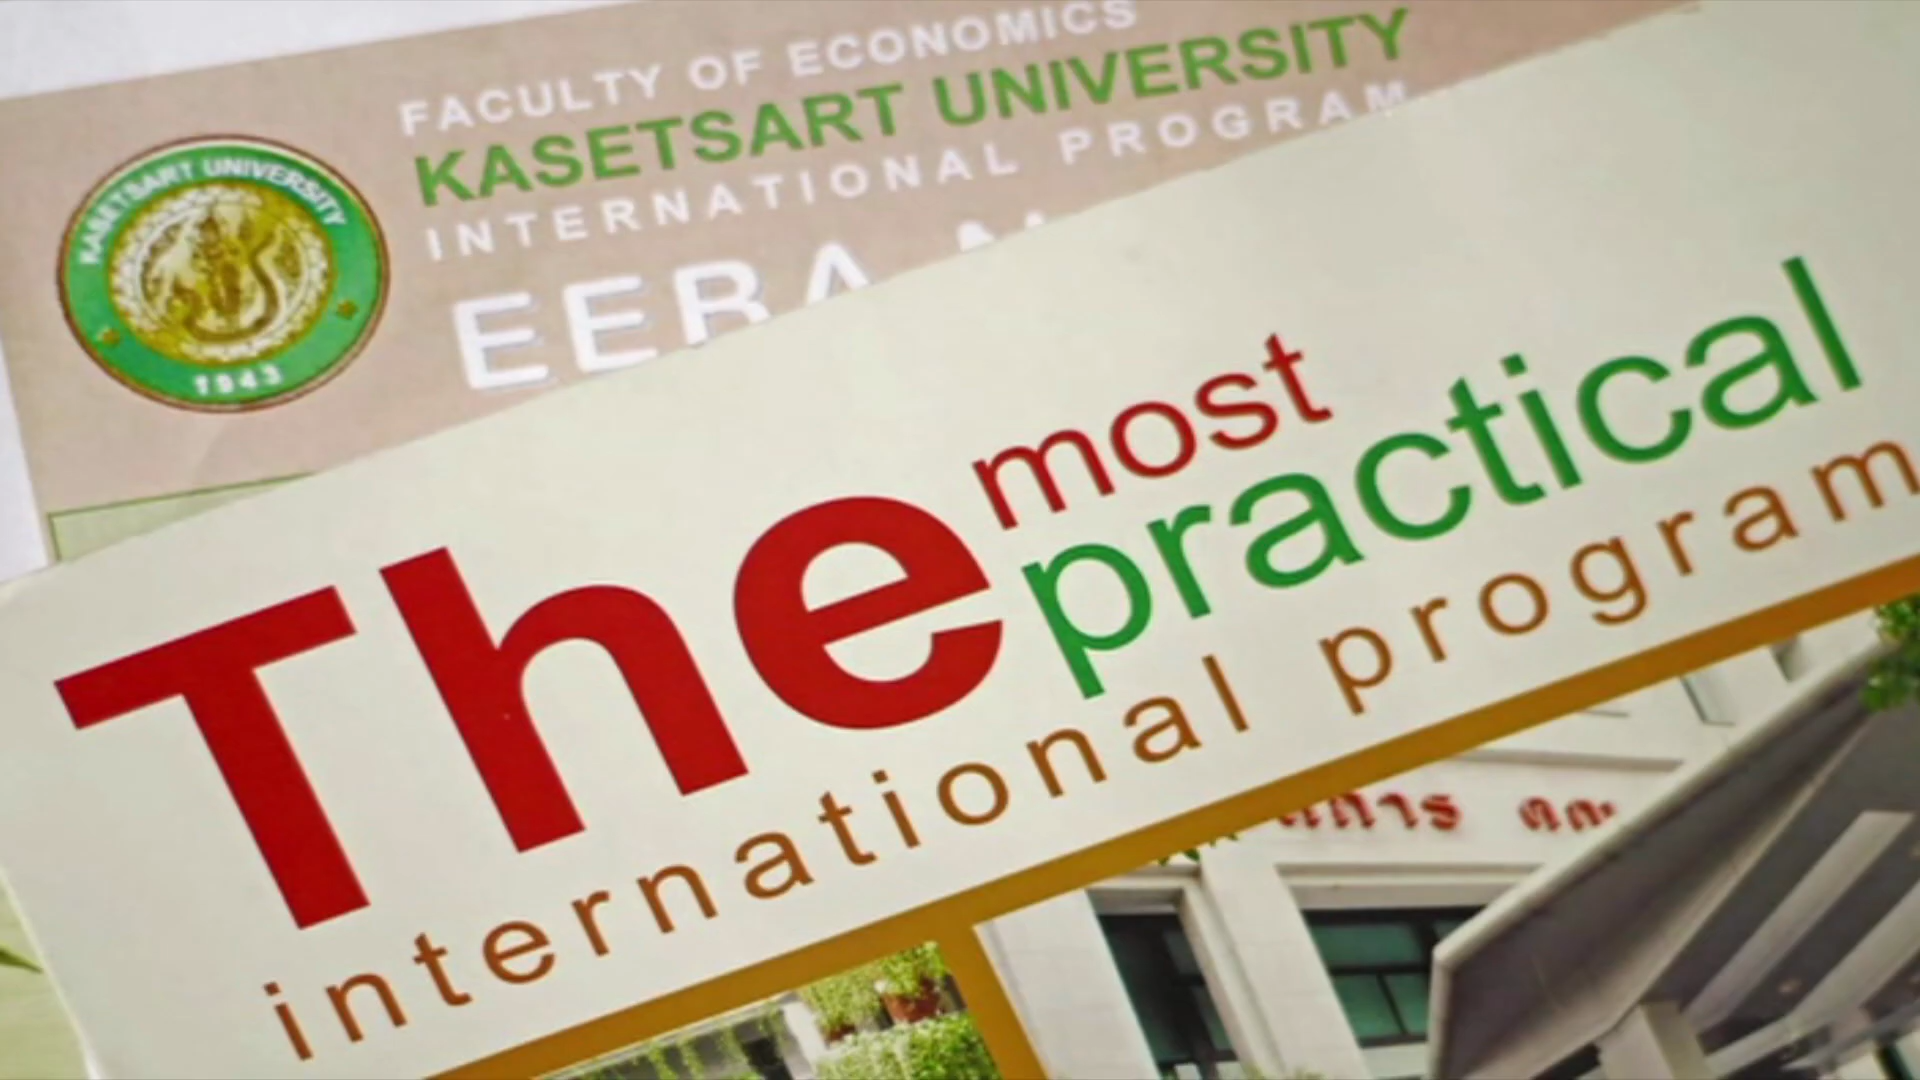 FACULTY OF ECONOMICS
KASETSART UNIVERSITY
INTERNATIONAL PROGRAM
KASETSART UNIVERSITY
1943
The most
practical
international program